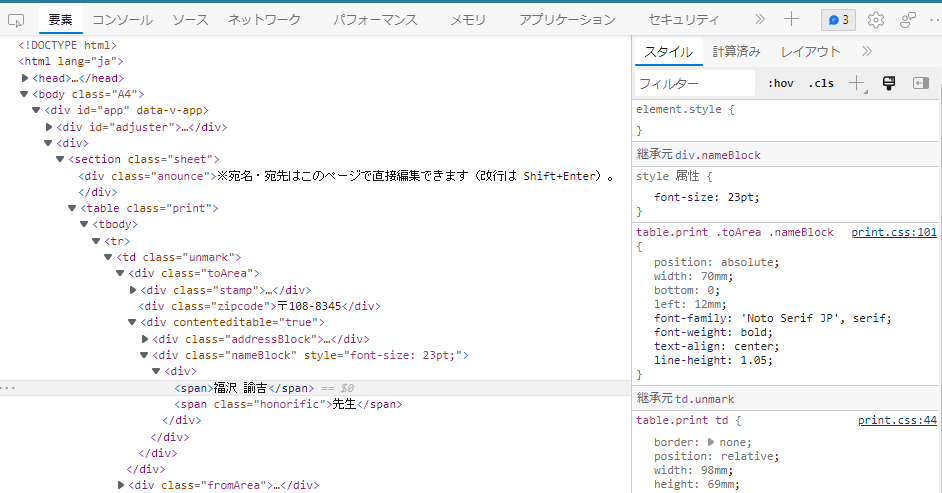 要素 コンソール ソース ネットワーク パフォーマンス メモリ アプリケーション セキュリティ 3
<!DOCTYPE html>
<html lang="ja">
<head>…</head>
<body class="A4">
<div id="app" data-v-app>
<div id="adjuster">…</div>
<div>
<section class="sheet">
<div class="anounce">※宛名・宛先はこのページで直接編集できます（改行は Shift+Enter）。
</div>
<table class="print">
<tbody>
<tr>
<td class="unmark">
<div class="toArea">
<div class="stamp">…</div>
<div class="zipcode">〒108-8345</div>
<div contenteditable="true">
<div class="addressBlock">…</div>
<div class="nameBlock" style="font-size: 23pt;">
<div>
<span>福沢 諭吉</span> == $0
<span class="honorific">先生</span>
</div>
</div>
</div>
</div>
<div class="fromArea">…</div>
スタイル 計算済み レイアウト
フィルター :hov .cls
element.style {
}
継承元 div.nameBlock
style 属性 {
font-size: 23pt;
}
table.print .toArea .nameBlock print.css:101
{
position: absolute;
width: 70mm;
bottom: 0;
left: 12mm;
font-family: 'Noto Serif JP', serif;
font-weight: bold;
text-align: center;
line-height: 1.05;
}
継承元 td.unmark
table.print td { print.css:44
border: none;
position: relative;
width: 98mm;
height: 69mm;